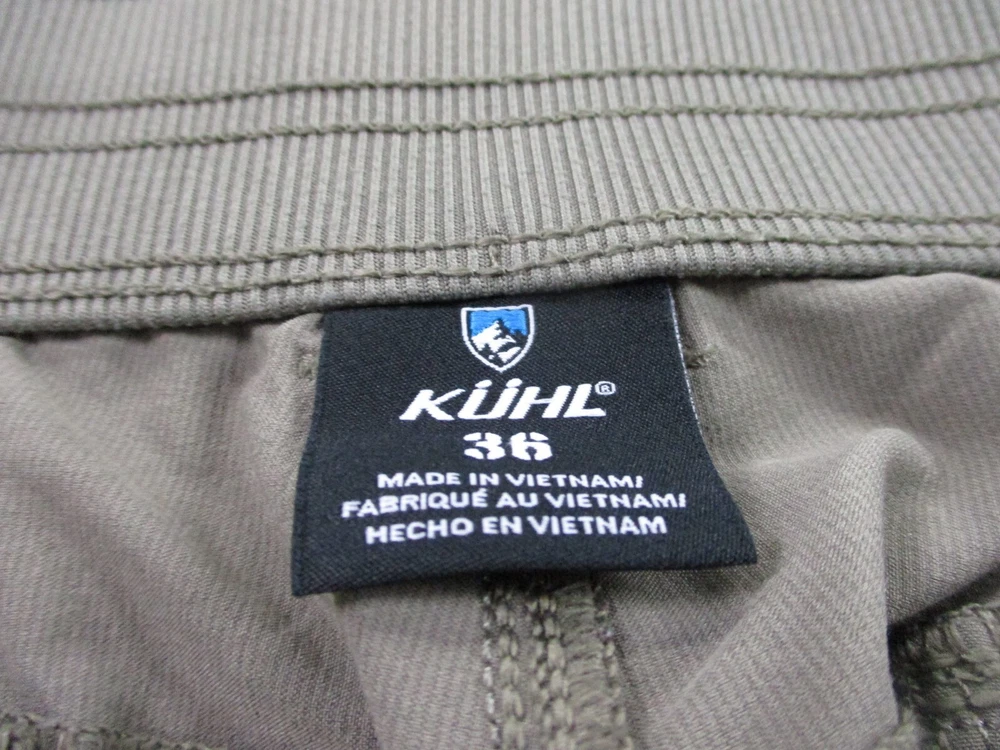 KÜHL®
36
MADE IN VIETNAM/
FABRIQUÉ AU VIETNAM/
HECHO EN VIETNAM